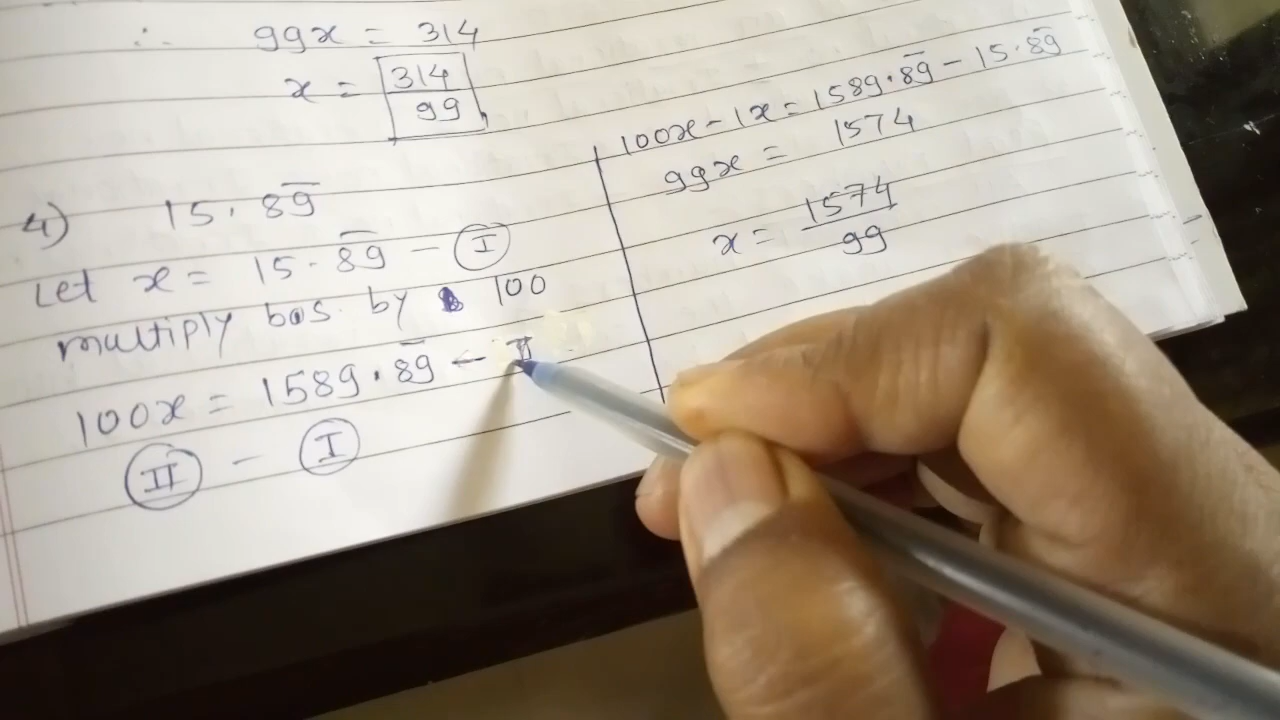 ∴ 99x = 314
x = 314/99
4) 15.8̅9̅
Let x = 15.8̅9̅ — I
multiply b.s. by 100
100x = 1589.8̅9̅ — II
II — I
100x - 1x = 1589.8̅9̅ - 15.8̅9̅
99x = 1574
x = 1574/99